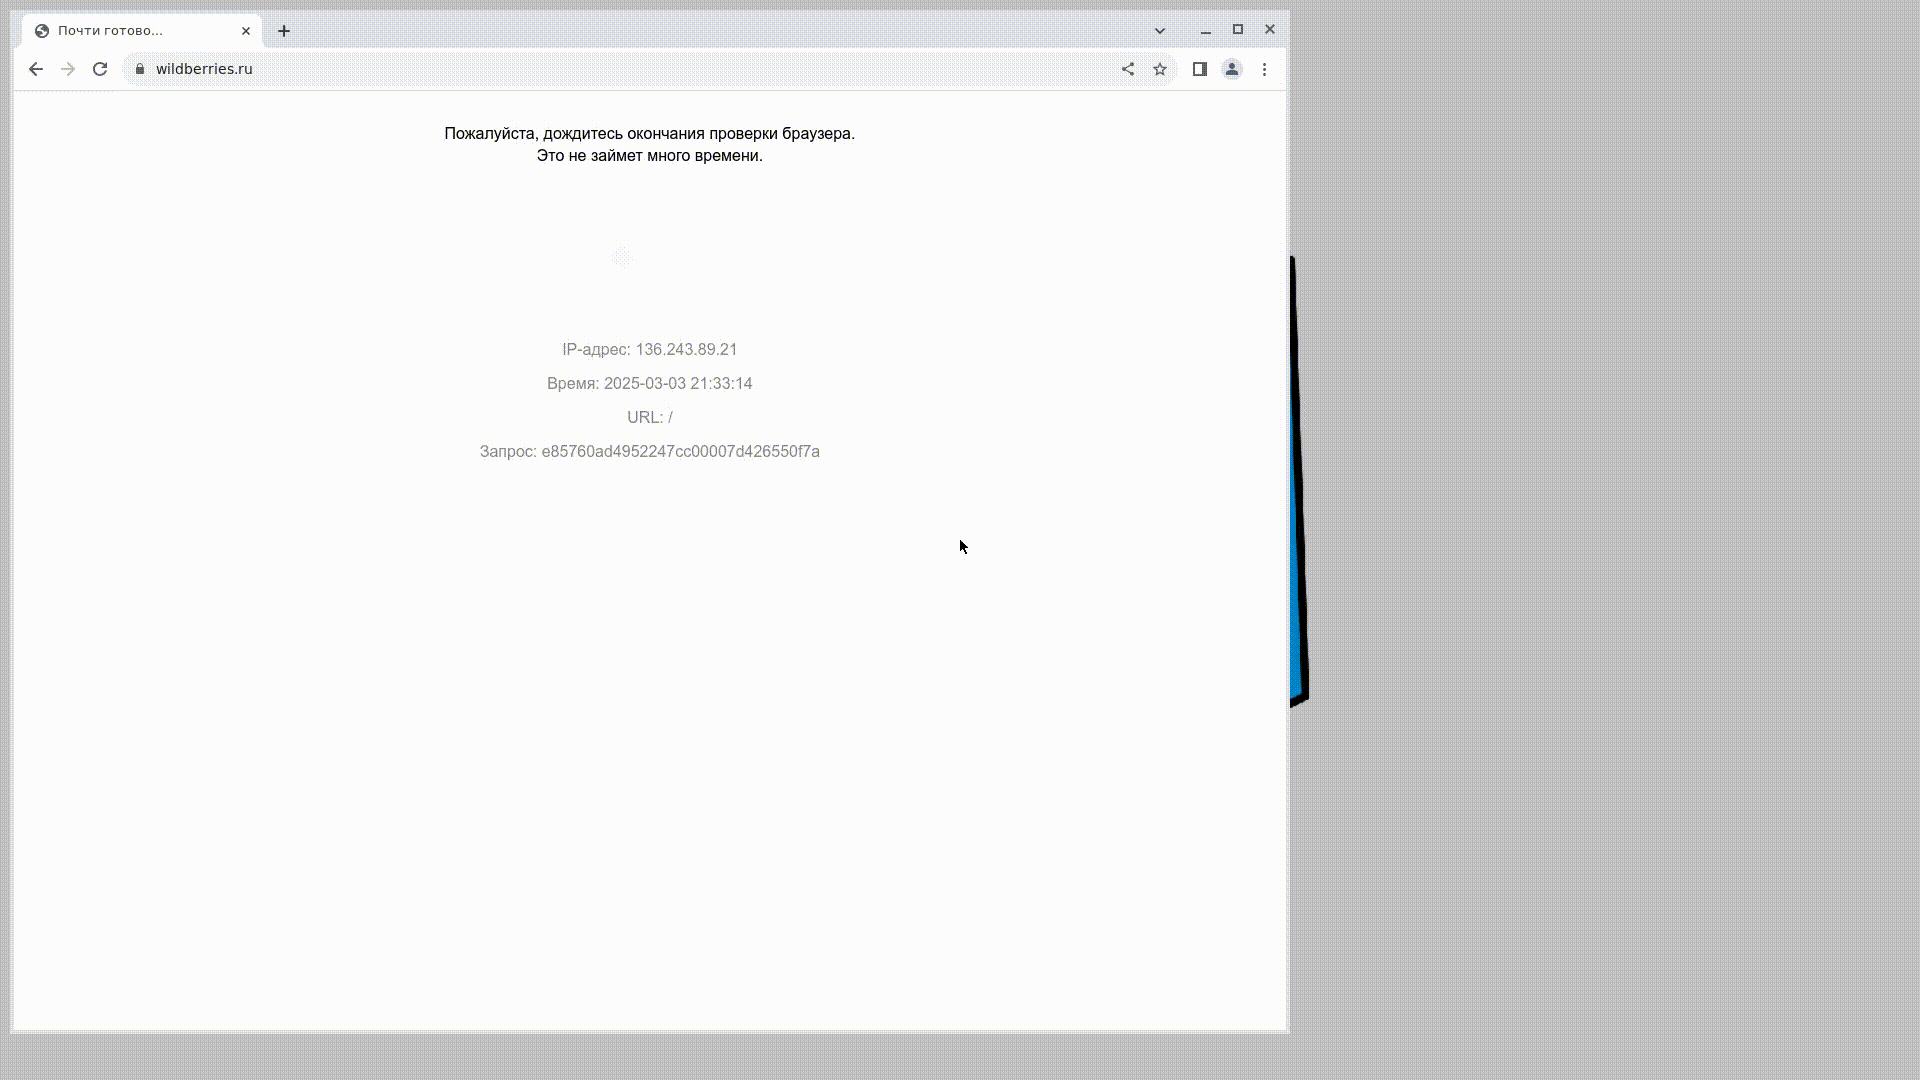 Почти готово...
wildberries.ru
Пожалуйста, дождитесь окончания проверки браузера.
Это не займет много времени.
IP-адрес: 136.243.89.21
Время: 2025-03-03 21:33:14
URL: /
Запрос: e85760ad4952247cc00007d426550f7a